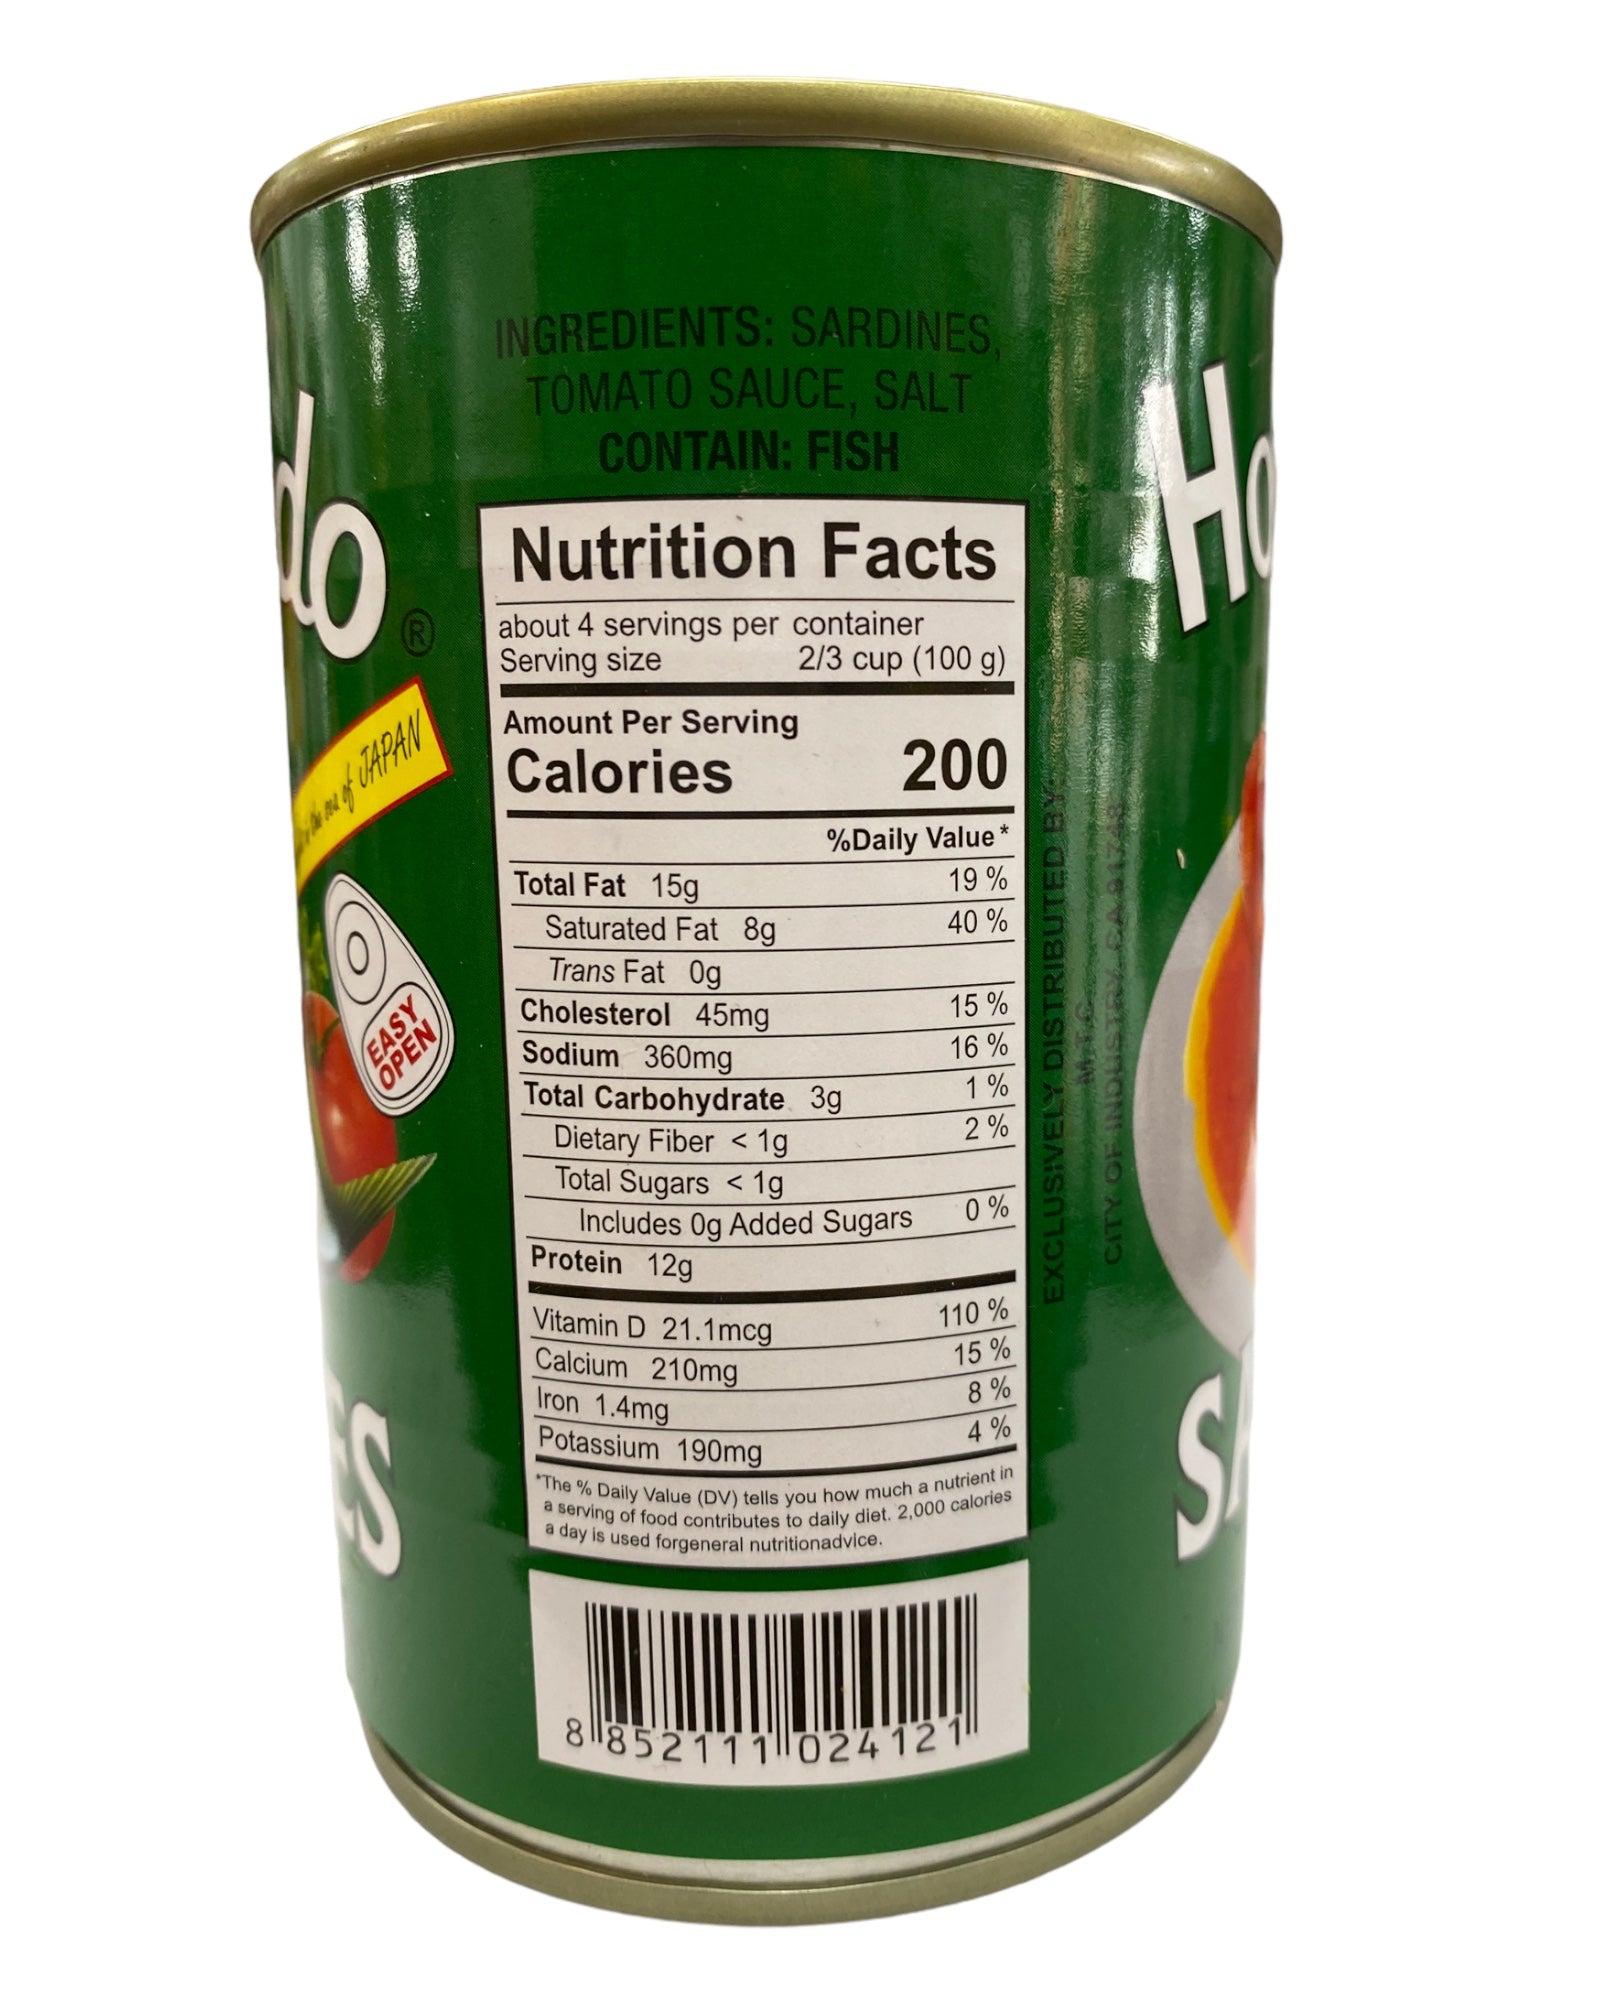 INGREDIENTS: SARDINES,
TOMATO SAUCE, SALT
CONTAIN: FISH
Nutrition Facts
about 4 servings per container
Serving size 2/3 cup (100 g)
Amount Per Serving
Calories 200
%Daily Value*
Total Fat 15g 19 %
Saturated Fat 8g 40 %
Trans Fat 0g
Cholesterol 45mg 15 %
Sodium 360mg 16 %
Total Carbohydrate 3g 1 %
Dietary Fiber < 1g 2 %
Total Sugars < 1g
Includes 0g Added Sugars 0 %
Protein 12g
Vitamin D 21.1mcg 110 %
Calcium 210mg 15 %
Iron 1.4mg 8 %
Potassium 190mg 4 %
*The % Daily Value (DV) tells you how much a nutrient in
a serving of food contributes to daily diet. 2,000 calories
a day is used forgeneral nutritionadvice.
8 852111 024121
do ®
the sea of JAPAN
EASY
OPEN
ES
EXCLUSIVELY DISTRIBUTED BY:
M.T.C.
CITY OF INDUSTRY, CA 91748
Ho
SA